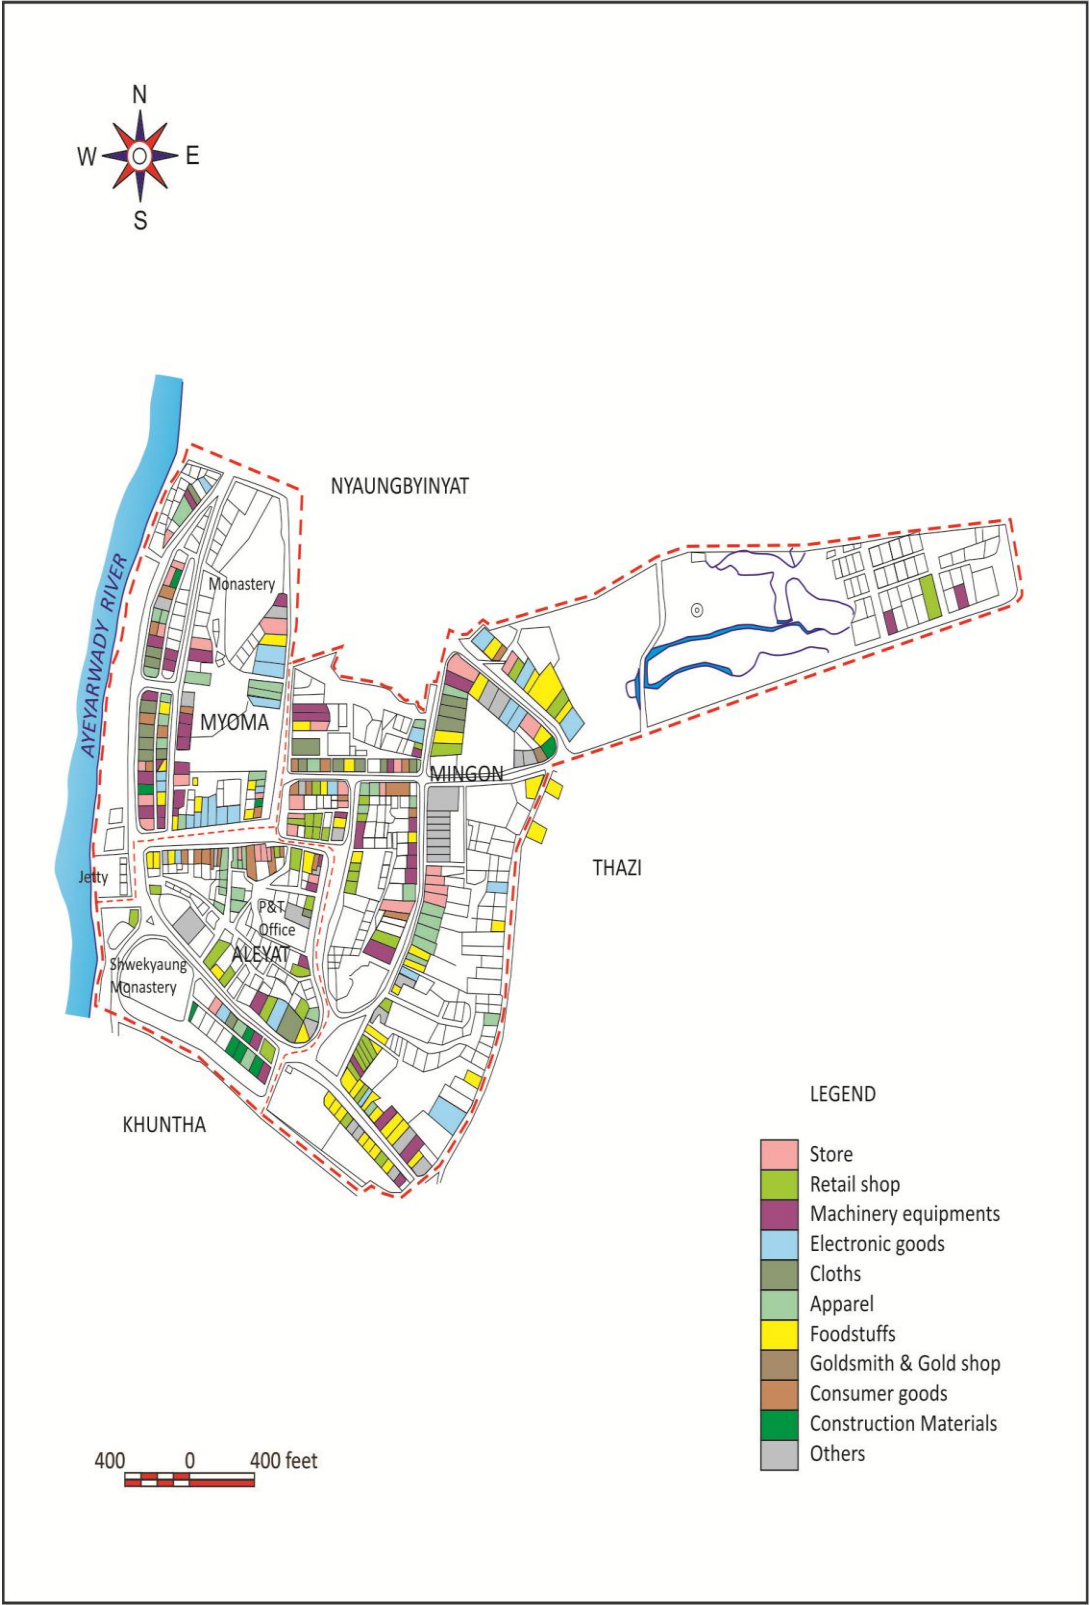 N
W
E
S
NYAUNGBYINYAT
AYEYARWADY RIVER
Monastery
MYOMA
MINGON
THAZI
Jetty
P&T
Office
ALEYAT
Shwekyaung
Monastery
KHUNTHA
LEGEND
Store
Retail shop
Machinery equipments
Electronic goods
Cloths
Apparel
Foodstuffs
Goldsmith & Gold shop
Consumer goods
Construction Materials
Others
400 0 400 feet